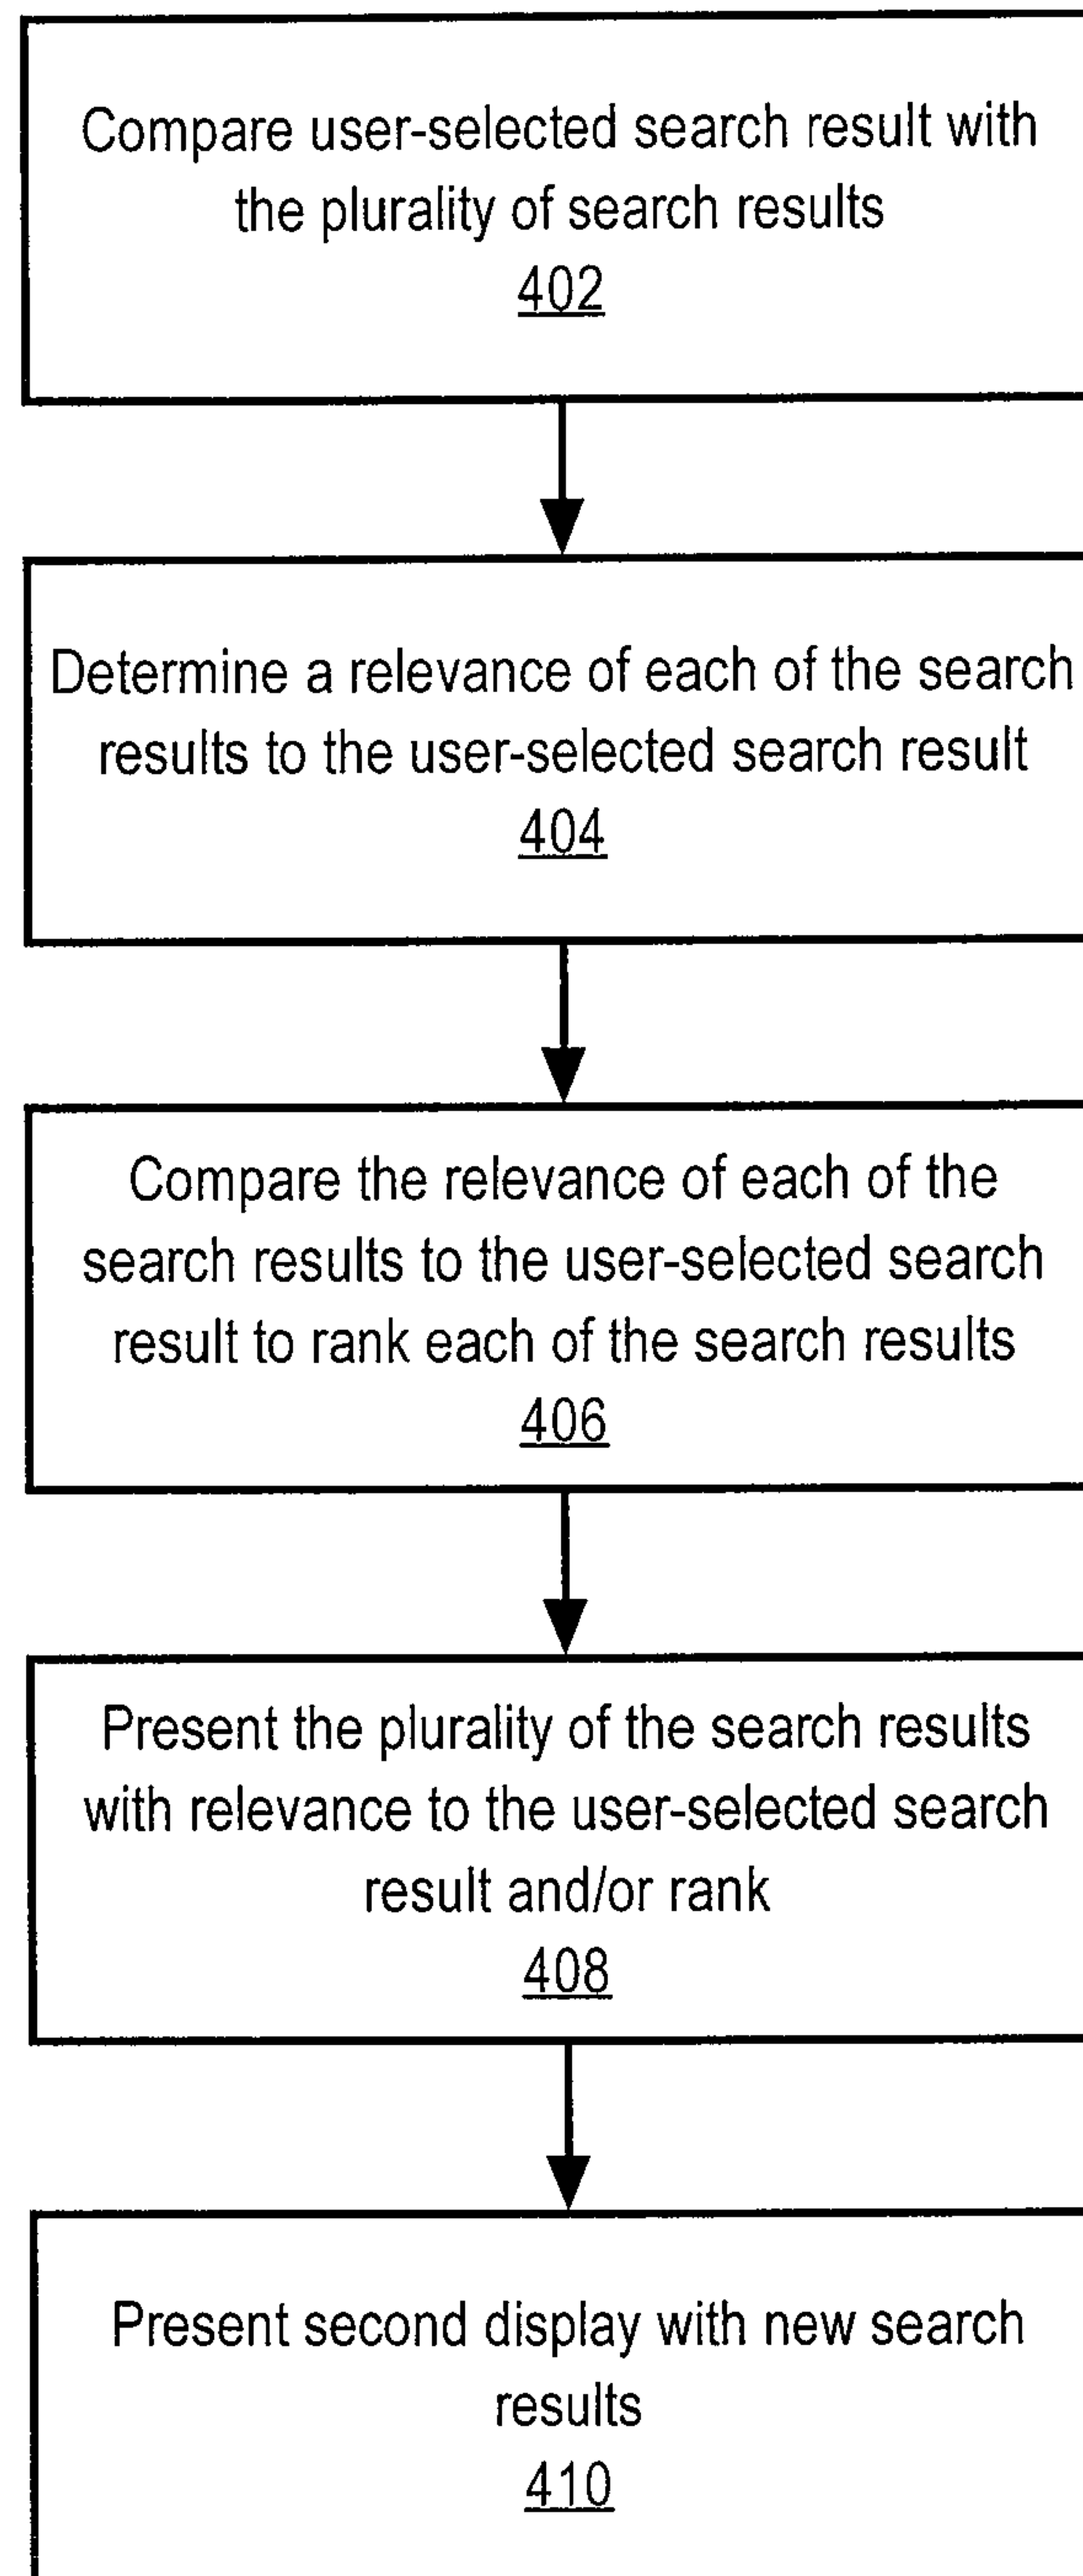 Compare user-selected search result with
the plurality of search results
402
Determine a relevance of each of the search
results to the user-selected search result
404
Compare the relevance of each of the
search results to the user-selected search
result to rank each of the search results
406
Present the plurality of the search results
with relevance to the user-selected search
result and/or rank
408
Present second display with new search
results
410